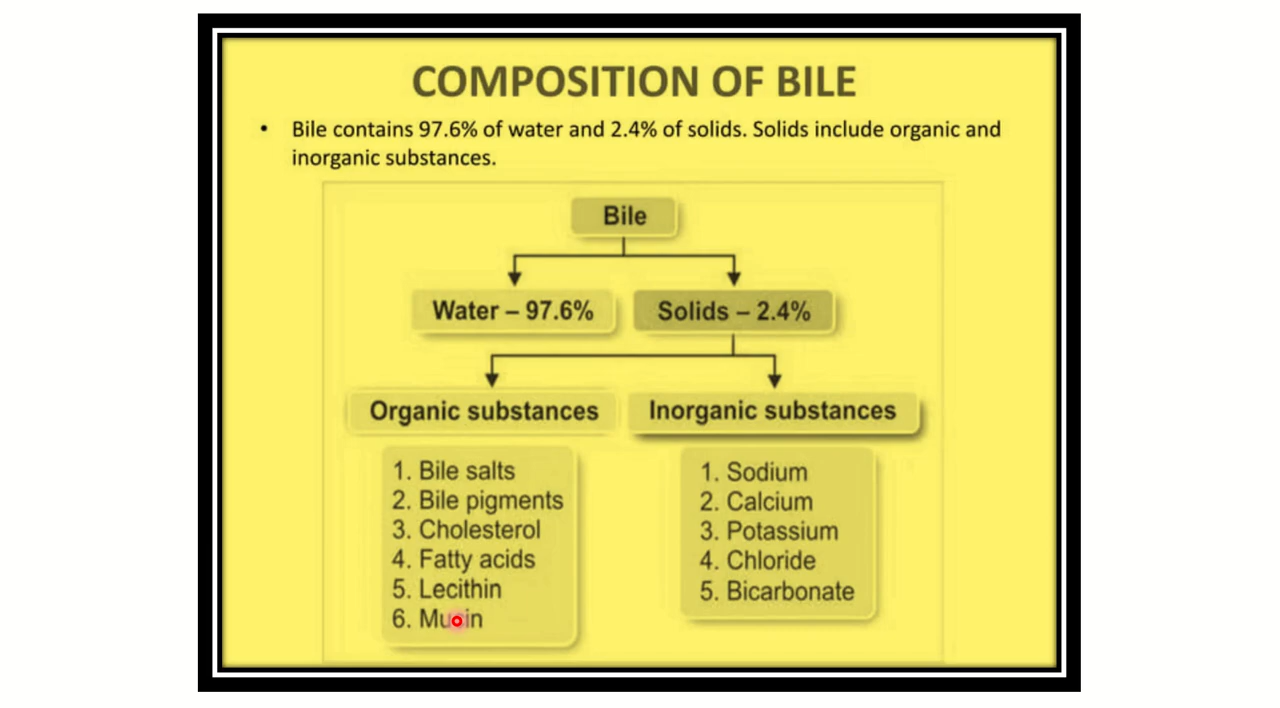 COMPOSITION OF BILE
• Bile contains 97.6% of water and 2.4% of solids. Solids include organic and
inorganic substances.
Bile
Water – 97.6%
Solids – 2.4%
Organic substances
1. Bile salts
2. Bile pigments
3. Cholesterol
4. Fatty acids
5. Lecithin
6. Mucin
Inorganic substances
1. Sodium
2. Calcium
3. Potassium
4. Chloride
5. Bicarbonate